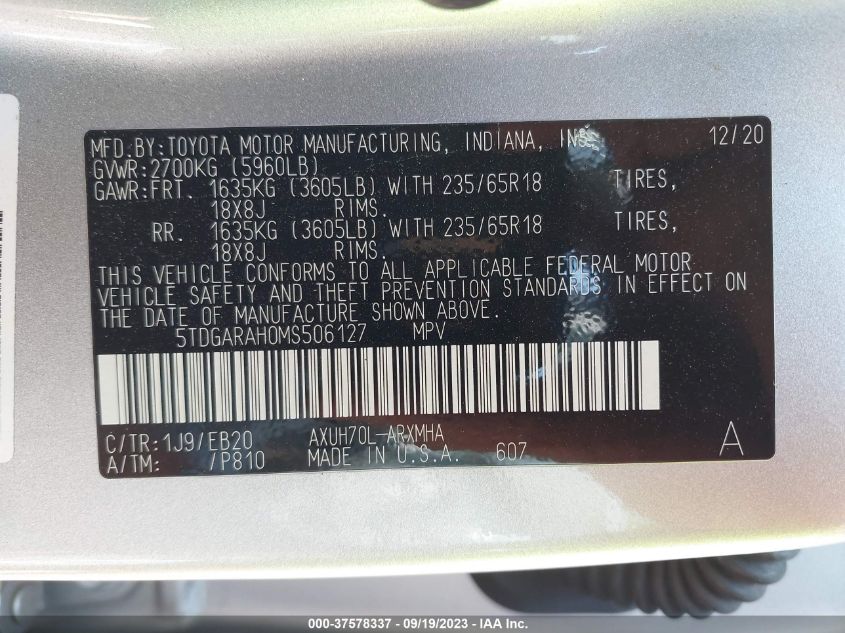 MFD.BY:TOYOTA MOTOR MANUFACTURING, INDIANA, INC. 12/20
GVWR:2700KG (5960LB)
GAWR:FRT. 1635KG (3605LB) WITH 235/65R18 TIRES,
18X8J RIMS.
RR. 1635KG (3605LB) WITH 235/65R18 TIRES,
18X8J RIMS.
THIS VEHICLE CONFORMS TO ALL APPLICABLE FEDERAL MOTOR
VEHICLE SAFETY AND THEFT PREVENTION STANDARDS IN EFFECT ON
THE DATE OF MANUFACTURE SHOWN ABOVE.
5TDGARAH0MS506127 MPV
C/TR:1J9/EB20 AXUH70L-ARXMHA
A/TM: /P810 MADE IN U.S.A. 607 A
000-37578337 - 09/19/2023 - IAAI.com